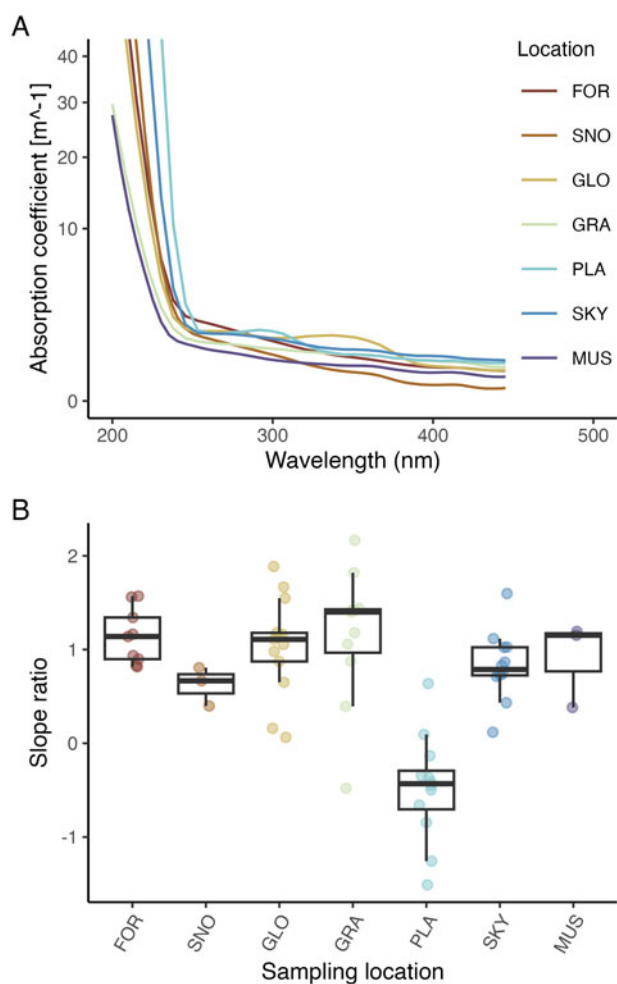 A
Absorption coefficient [m^-1]
40
30
20
10
0
200
300
400
500
Wavelength (nm)
Location
FOR
SNO
GLO
GRA
PLA
SKY
MUS
B
Slope ratio
2
1
0
-1
FOR
SNO
GLO
GRA
PLA
SKY
MUS
Sampling location